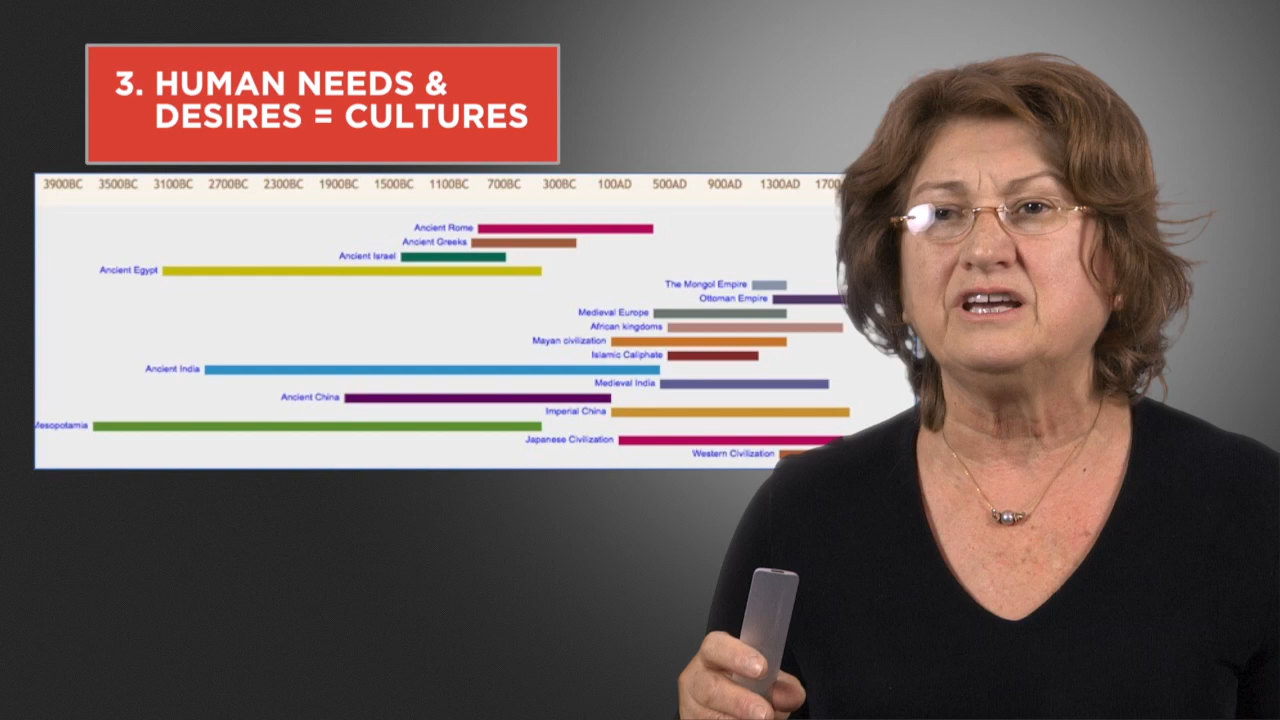 3. HUMAN NEEDS &
DESIRES = CULTURES
3900BC 3500BC 3100BC 2700BC 2300BC 1900BC 1500BC 1100BC 700BC 300BC 100AD 500AD 900AD 1300AD 1700
Ancient Rome
Ancient Greeks
Ancient Israel
Ancient Egypt
The Mongol Empire
Ottoman Empire
Medieval Europe
African kingdoms
Mayan civilization
Islamic Caliphate
Ancient India
Medieval India
Ancient China
Imperial China
Mesopotamia
Japanese Civilization
Western Civilization